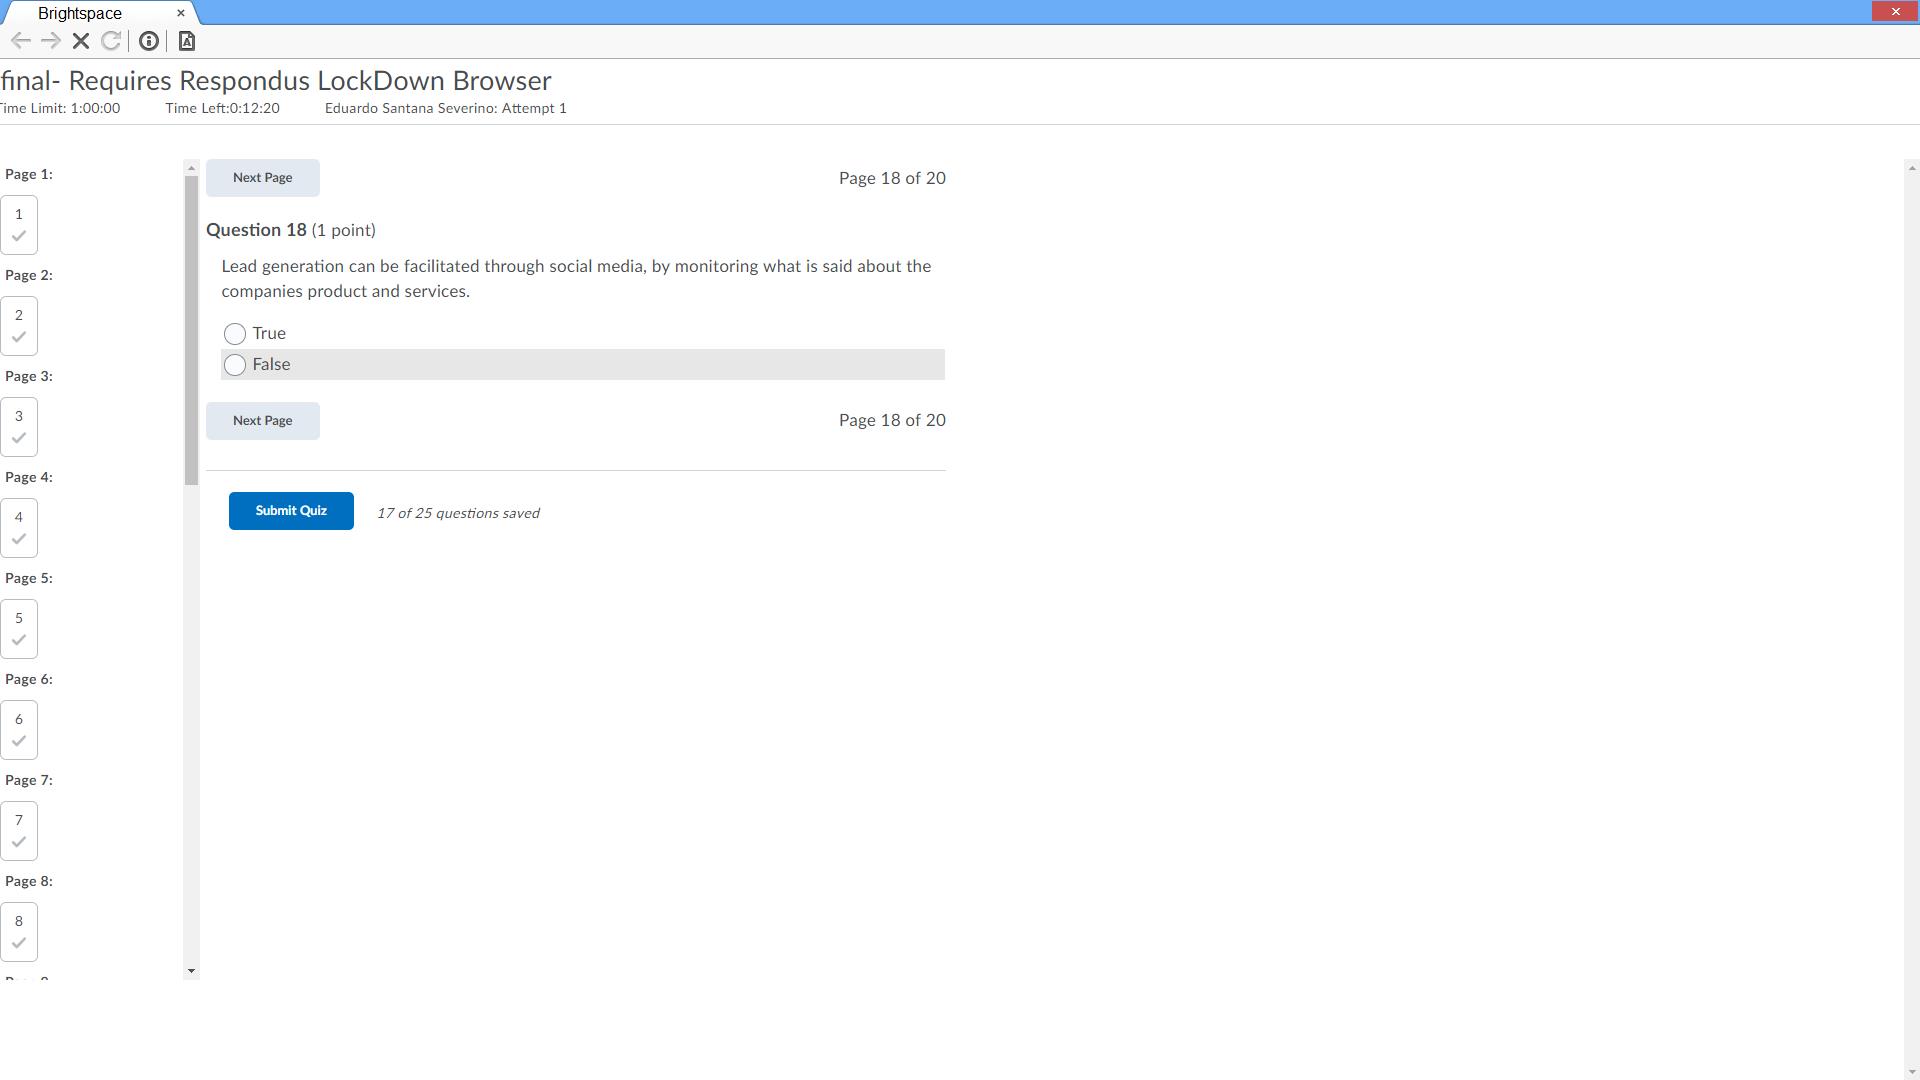 Brightspace
final- Requires Respondus LockDown Browser
Time Limit: 1:00:00 Time Left:0:12:20 Eduardo Santana Severino: Attempt 1
Page 1:
1
Page 2:
2
Page 3:
3
Page 4:
4
Page 5:
5
Page 6:
6
Page 7:
7
Page 8:
8
Next Page
Page 18 of 20
Question 18 (1 point)
Lead generation can be facilitated through social media, by monitoring what is said about the
companies product and services.
True
False
Next Page
Page 18 of 20
Submit Quiz
17 of 25 questions saved